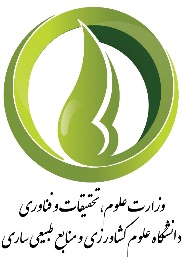 وزارت علوم، تحقیقات و فناوری
دانشگاه علوم کشاورزی و منابع طبیعی ساری